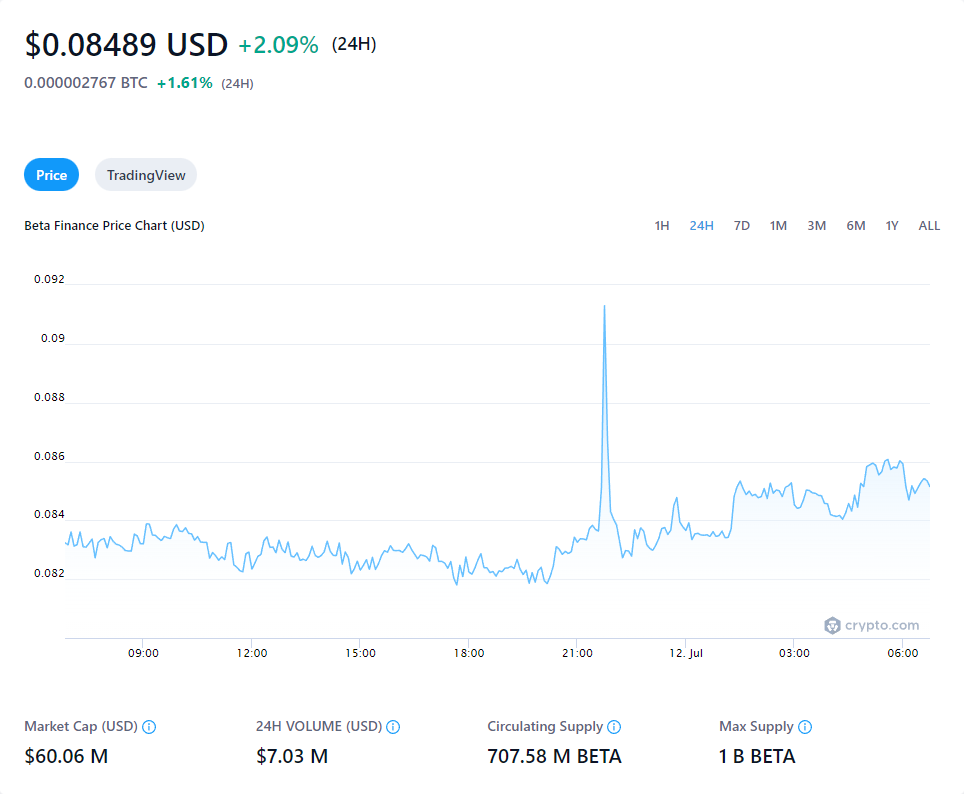 $0.08489 USD +2.09% (24H)
0.000002767 BTC +1.61% (24H)
Price TradingView
Beta Finance Price Chart (USD) 1H 24H 7D 1M 3M 6M 1Y ALL
0.092
0.09
0.088
0.086
0.084
0.082
crypto.com
09:00 12:00 15:00 18:00 21:00 12. Jul 03:00 06:00
Market Cap (USD) 24H VOLUME (USD) Circulating Supply Max Supply
$60.06 M $7.03 M 707.58 M BETA 1 B BETA